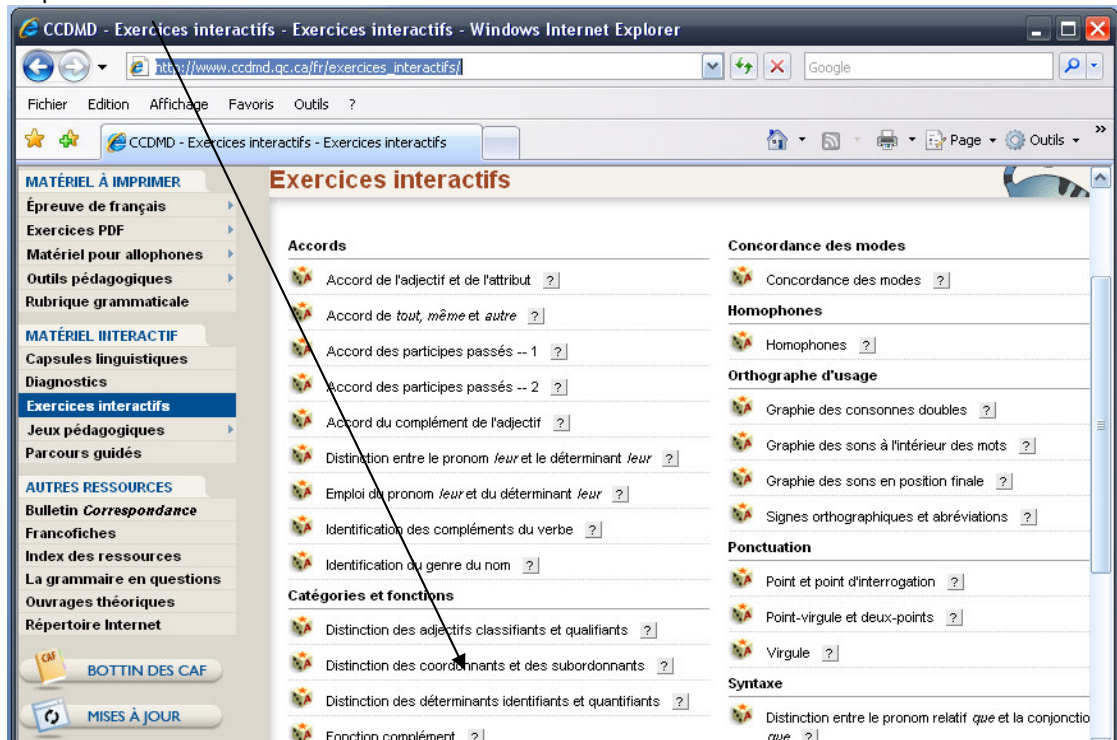 CCDMD - Exercices interactifs - Exercices interactifs - Windows Internet Explorer
http://www.ccdmd.qc.ca/fr/exercices_interactifs/
Google
Fichier Edition Affichage Favoris Outils ?
CCDMD - Exercices interactifs - Exercices interactifs
Page Outils »
MATÉRIEL À IMPRIMER
Épreuve de français
Exercices PDF
Matériel pour allophones
Outils pédagogiques
Rubrique grammaticale
MATÉRIEL INTERACTIF
Capsules linguistiques
Diagnostics
Exercices interactifs
Jeux pédagogiques
Parcours guidés
AUTRES RESSOURCES
Bulletin Correspondance
Francofiches
Index des ressources
La grammaire en questions
Ouvrages théoriques
Répertoire Internet
CAF
BOTTIN DES CAF
MISES À JOUR
Exercices interactifs
Accords
Accord de l'adjectif et de l'attribut ?
Accord de tout, même et autre ?
Accord des participes passés -- 1 ?
Accord des participes passés -- 2 ?
Accord du complément de l'adjectif ?
Distinction entre le pronom leur et le déterminant leur ?
Emploi du pronom leur et du déterminant leur ?
Identification des compléments du verbe ?
Identification du genre du nom ?
Catégories et fonctions
Distinction des adjectifs classifiants et qualifiants ?
Distinction des coordonnants et des subordonnants ?
Distinction des déterminants identifiants et quantifiants ?
Fonction complément ?
Concordance des modes
Concordance des modes ?
Homophones
Homophones ?
Orthographe d'usage
Graphie des consonnes doubles ?
Graphie des sons à l'intérieur des mots ?
Graphie des sons en position finale ?
Signes orthographiques et abréviations ?
Ponctuation
Point et point d'interrogation ?
Point-virgule et deux-points ?
Virgule ?
Syntaxe
Distinction entre le pronom relatif que et la conjonctio
que ?